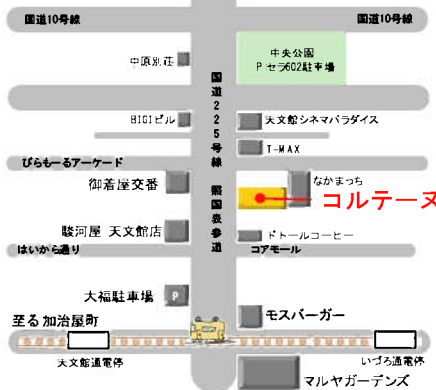 国道10号線
国道10号線
中原別荘
中央公園
Pセラ602駐車場
国道225号線 照国表参道
BIGIビル
天文館シネマパラダイス
T-MAX
ぴらもーるアーケード
御着屋交番
なかまっち
コルテーヌ
駿河屋 天文館店
ドトールコーヒー
はいから通り
コアモール
大福駐車場
P
モスバーガー
至る加治屋町
天文館通電停
いづろ通電停
マルヤガーデンズ